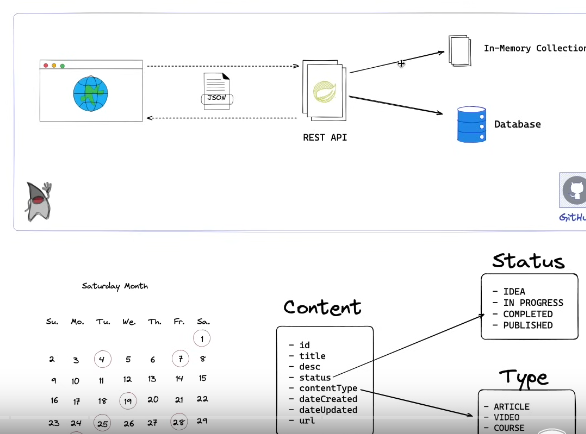 In-Memory Collection
JSON
Database
REST API
GitHu
Saturday Month
Su. Mo. Tu. We. Th. Fr. Sa.
1
2 3 4 5 6 7 8
9 10 11 12 13 14 15
16 17 18 19 20 21 22
23 24 25 26 27 28 29
Content
- id
- title
- desc
- status
- contentType
- dateCreated
- dateUpdated
- url
Status
- IDEA
- IN PROGRESS
- COMPLETED
- PUBLISHED
Type
- ARTICLE
- VIDEO
- COURSE